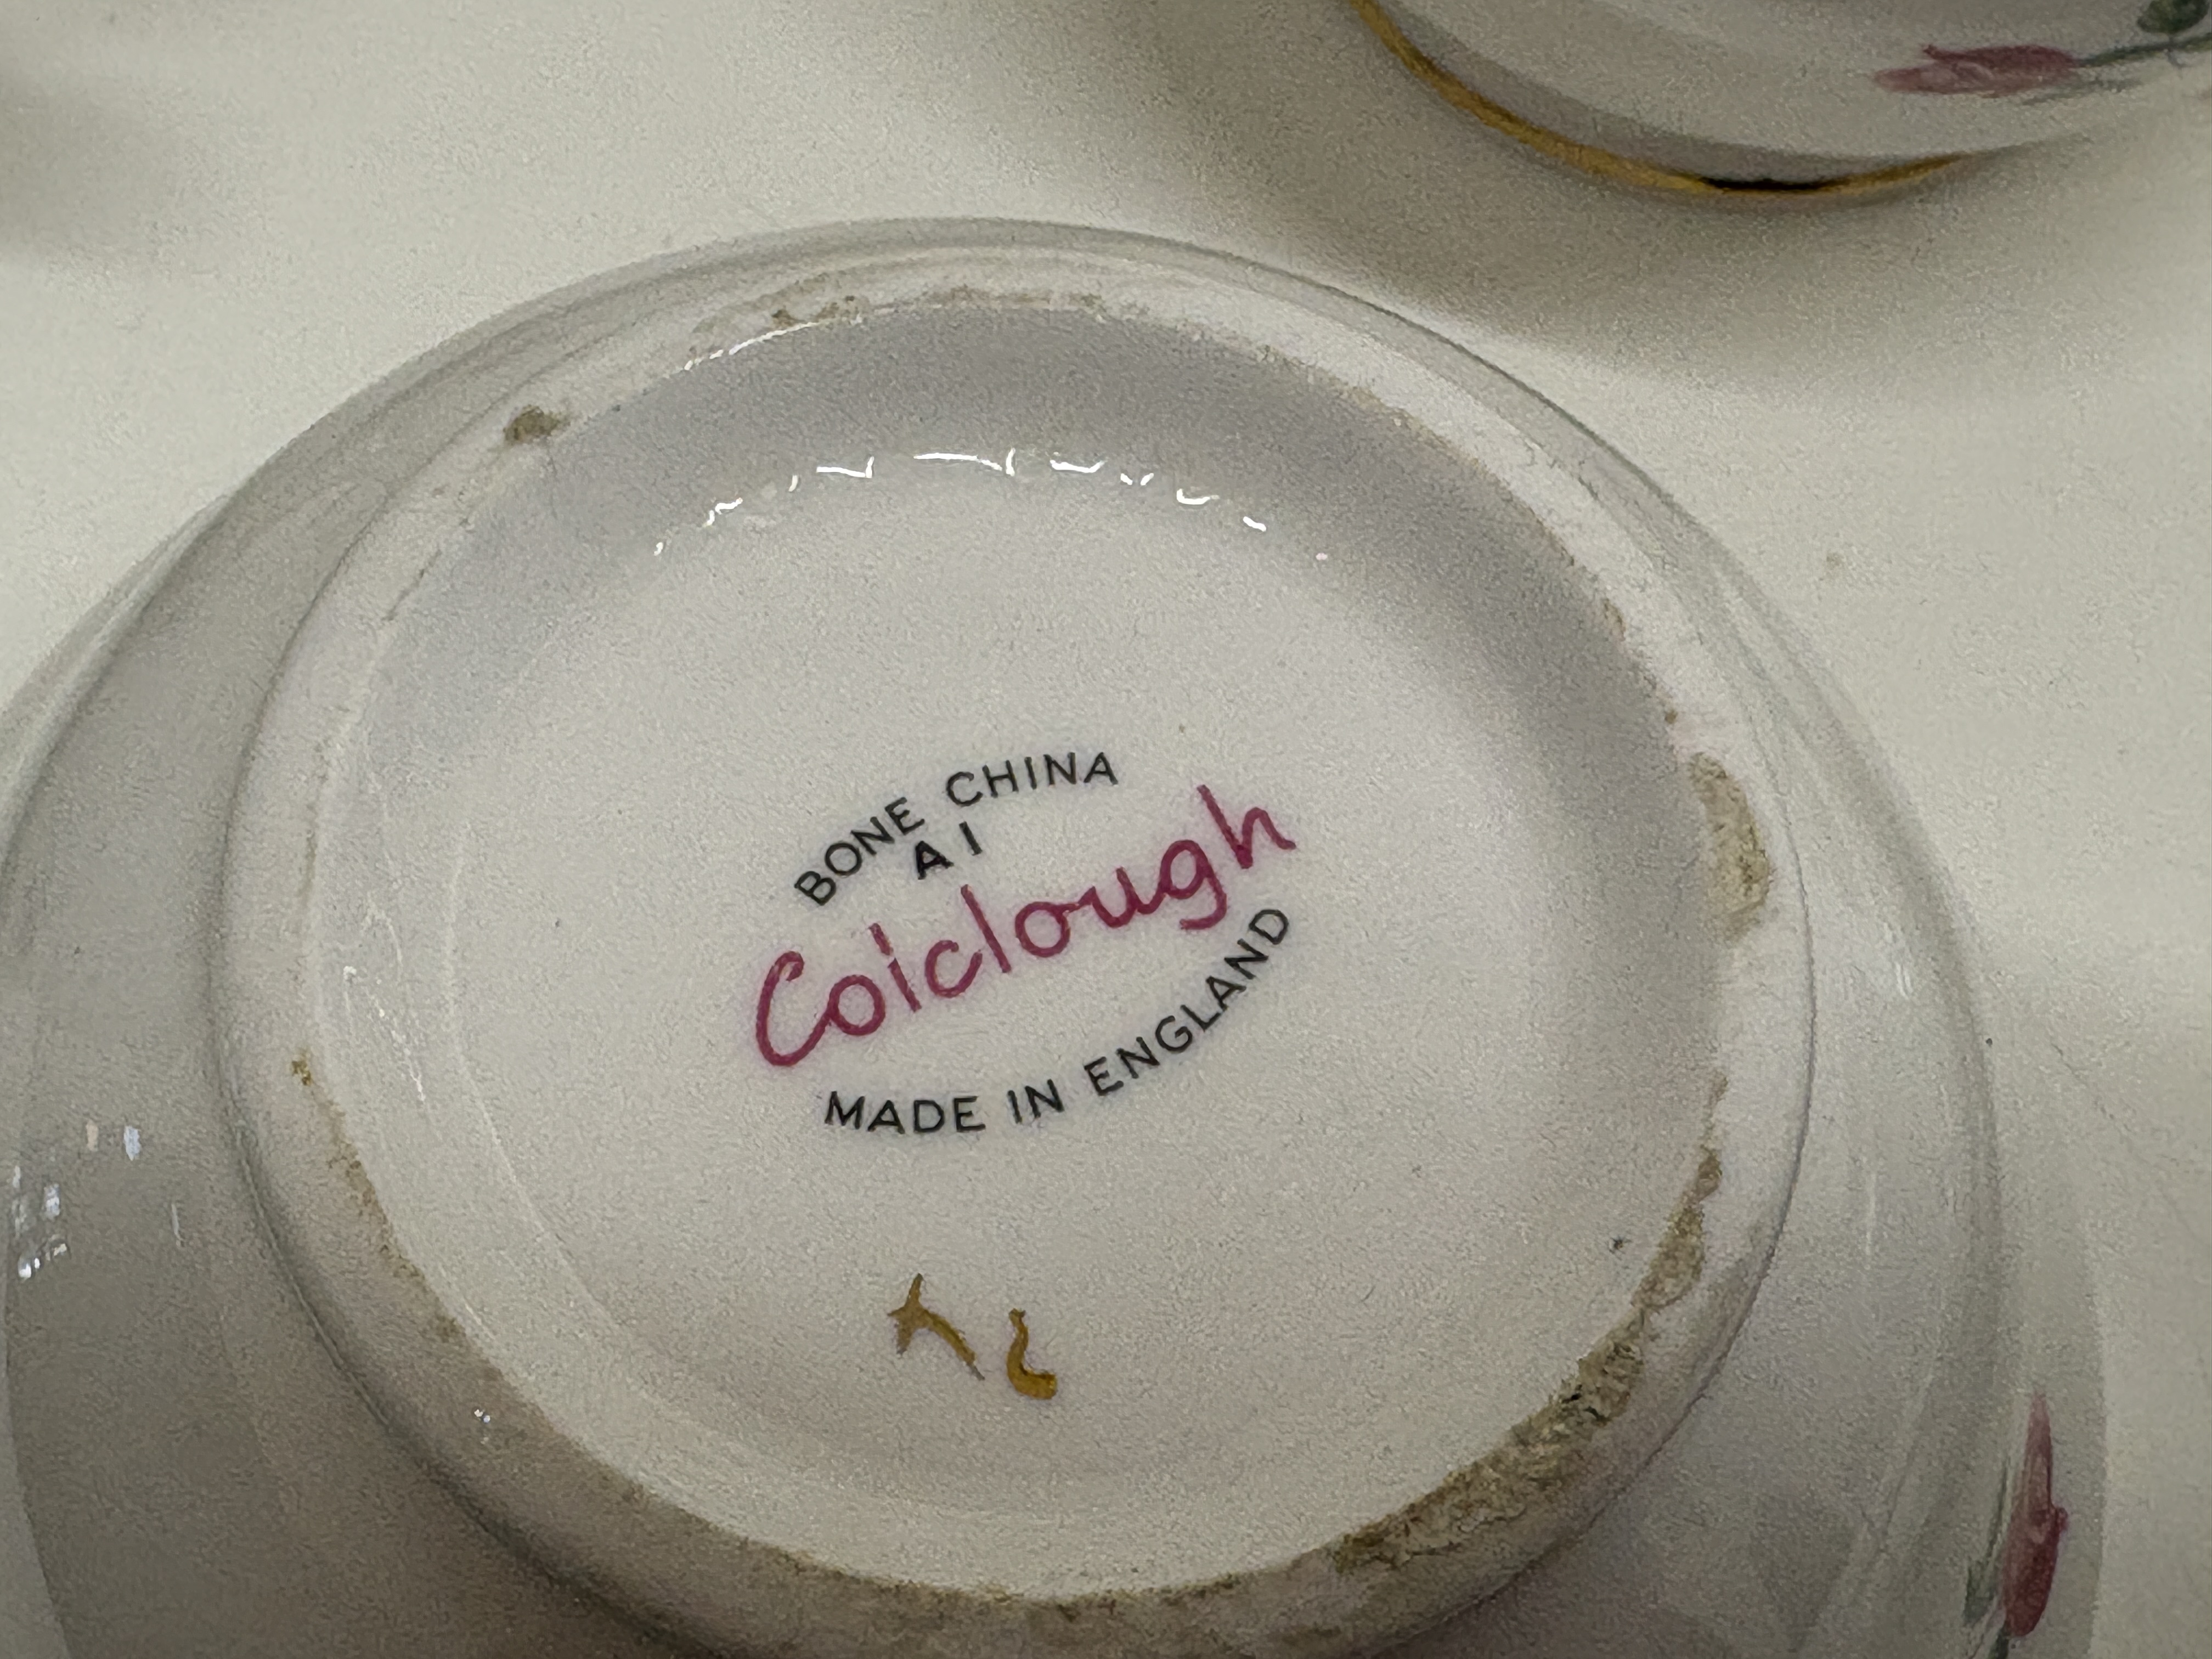 BONE CHINA
A I
Colclough
MADE IN ENGLAND